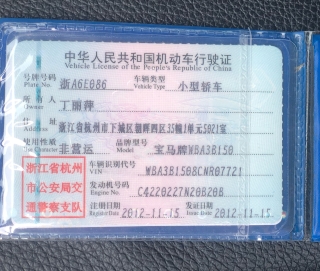 中华人民共和国机动车行驶证
Vehicle License of the People's Republic of China
号牌号码 浙A6E086 车辆类型 小型轿车
Plate No. Vehicle Type
所有人 丁丽萍
Owner
住址 浙江省杭州市下城区朝晖四区35幢1单元5021室
Address
使用性质 非营运 品牌型号 宝马牌WBA3B150
Use Character Model
车辆识别代号 WBA3B1508CNR07721
VIN
发动机号码 C4220227N20B20B
Engine No.
注册日期 2012-11-15 发证日期 2012-11-15
Register Date Issue Date
浙江省杭州
市公安局交
通警察支队